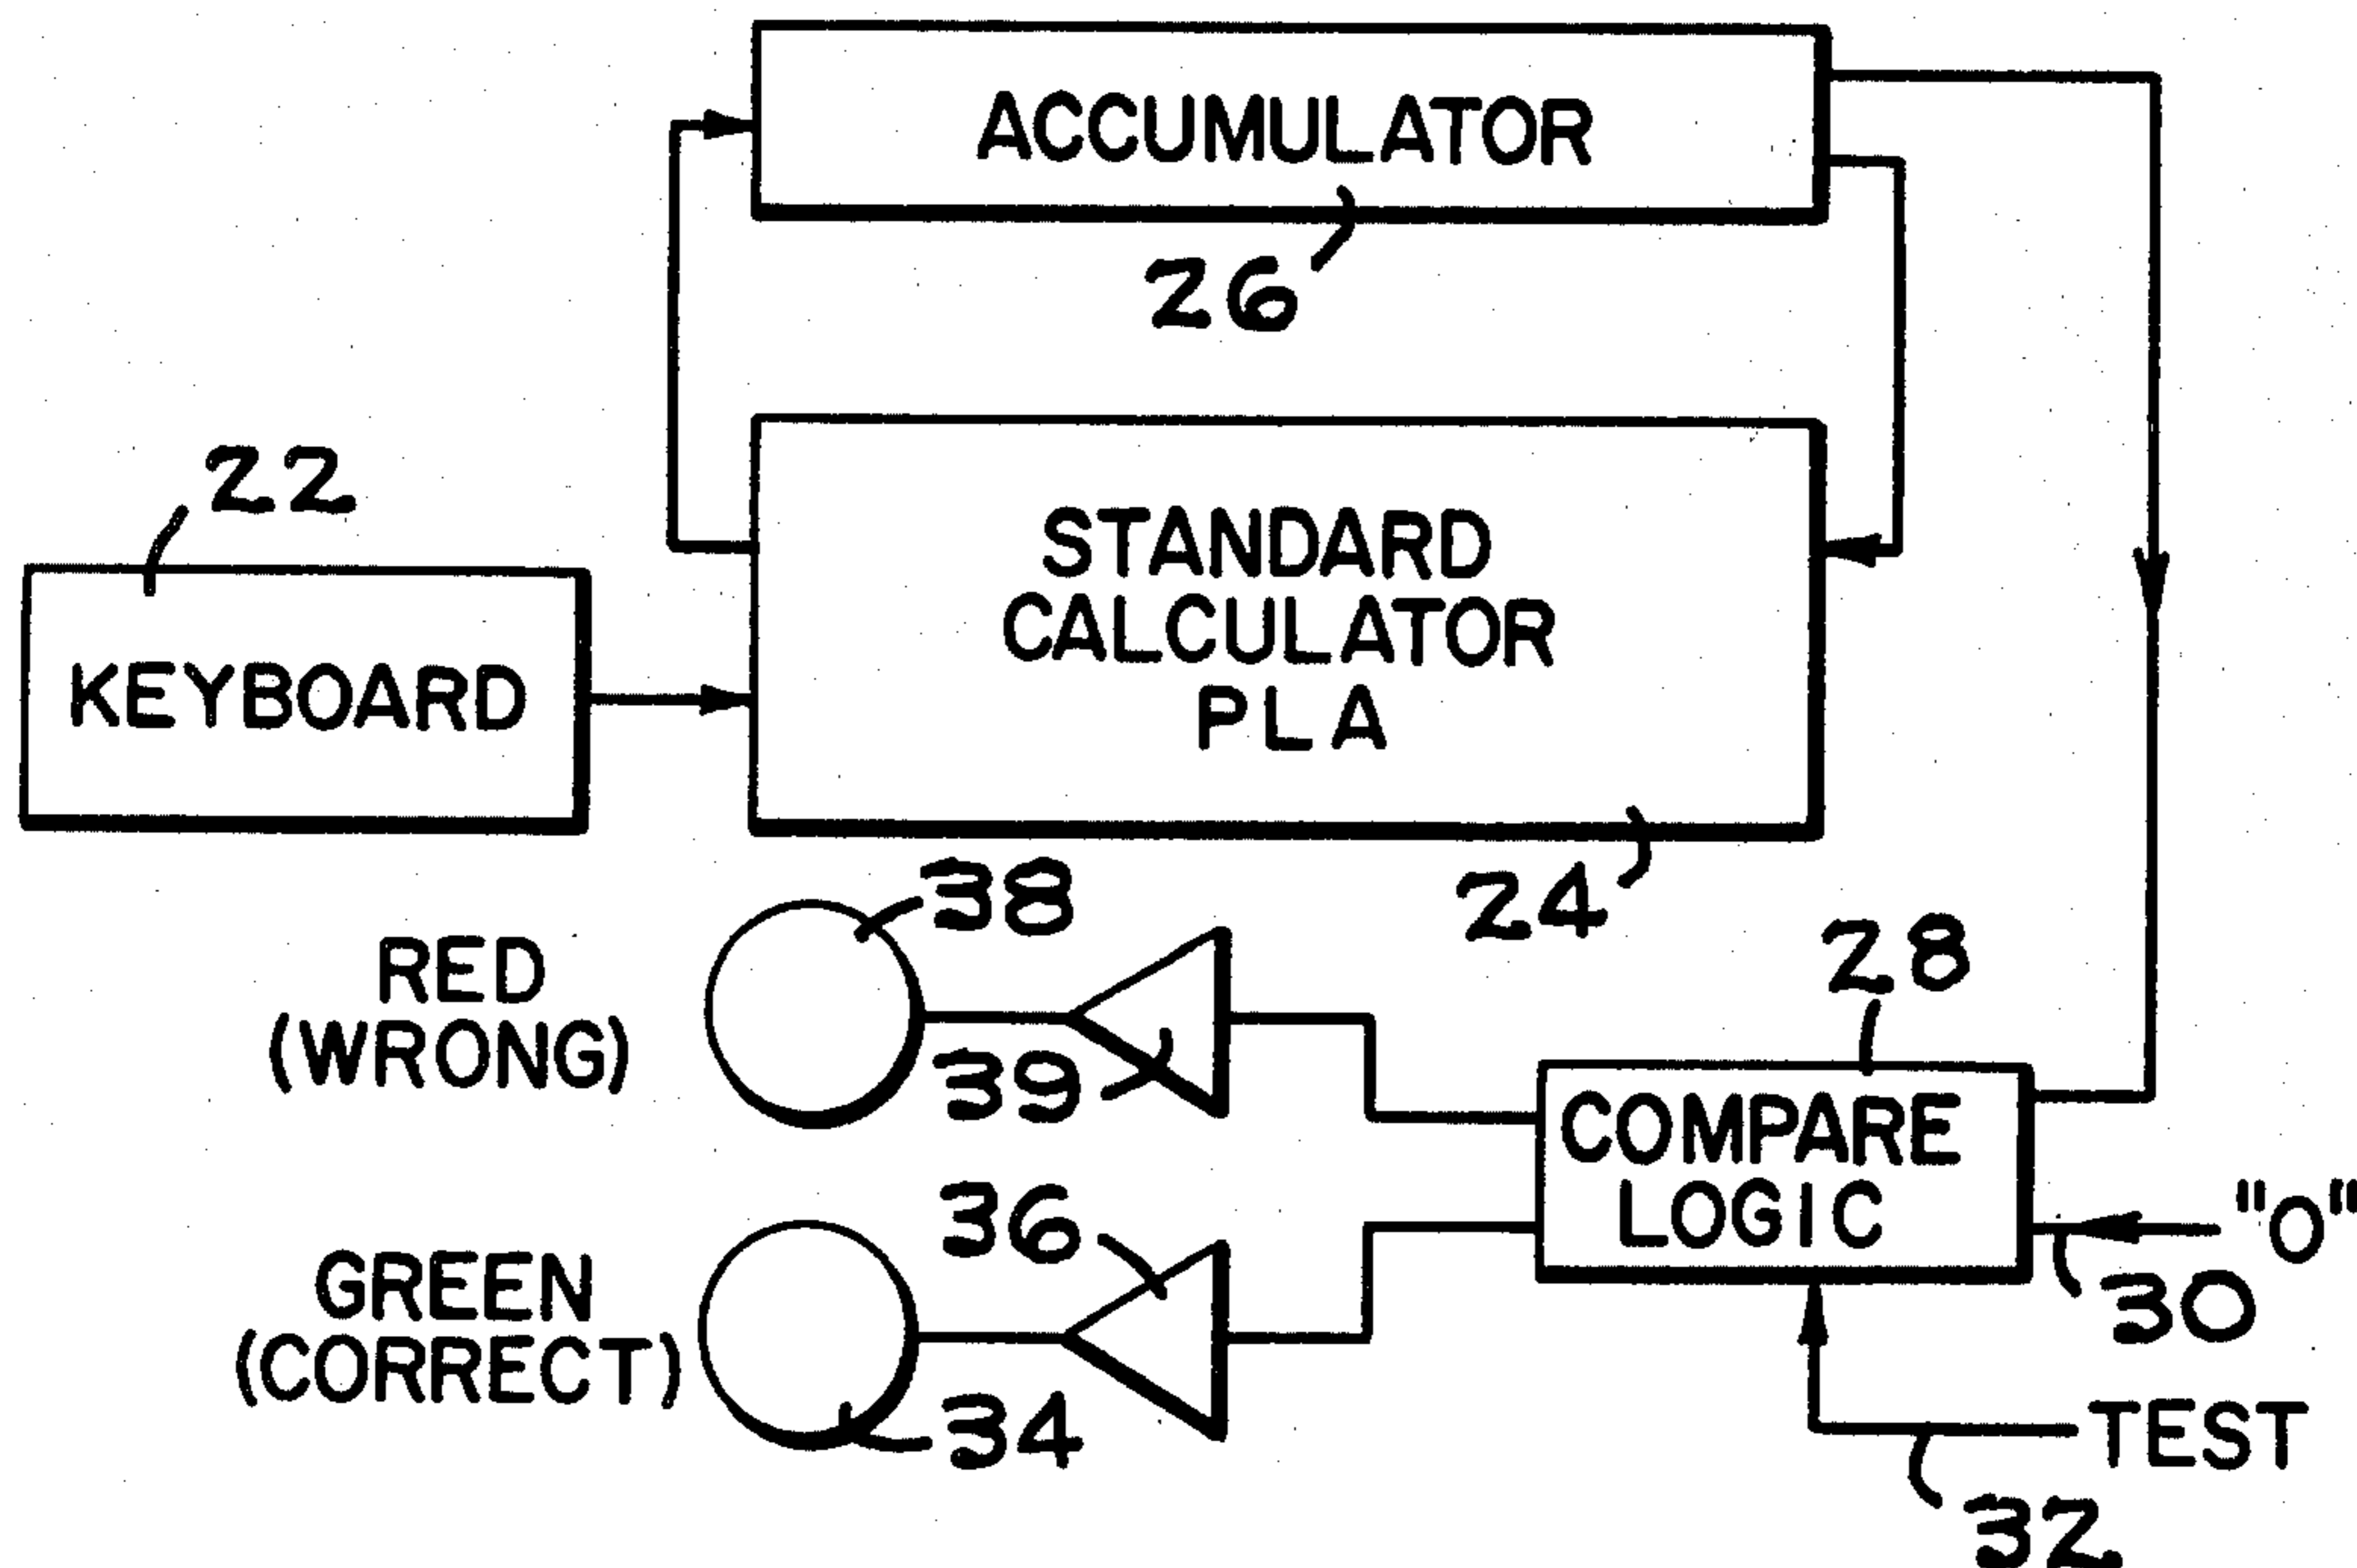 ACCUMULATOR
26
22
STANDARD
CALCULATOR
PLA
KEYBOARD
24
38
28
RED
(WRONG)
39
COMPARE
LOGIC
"0"
30
36
GREEN
(CORRECT)
34
TEST
32